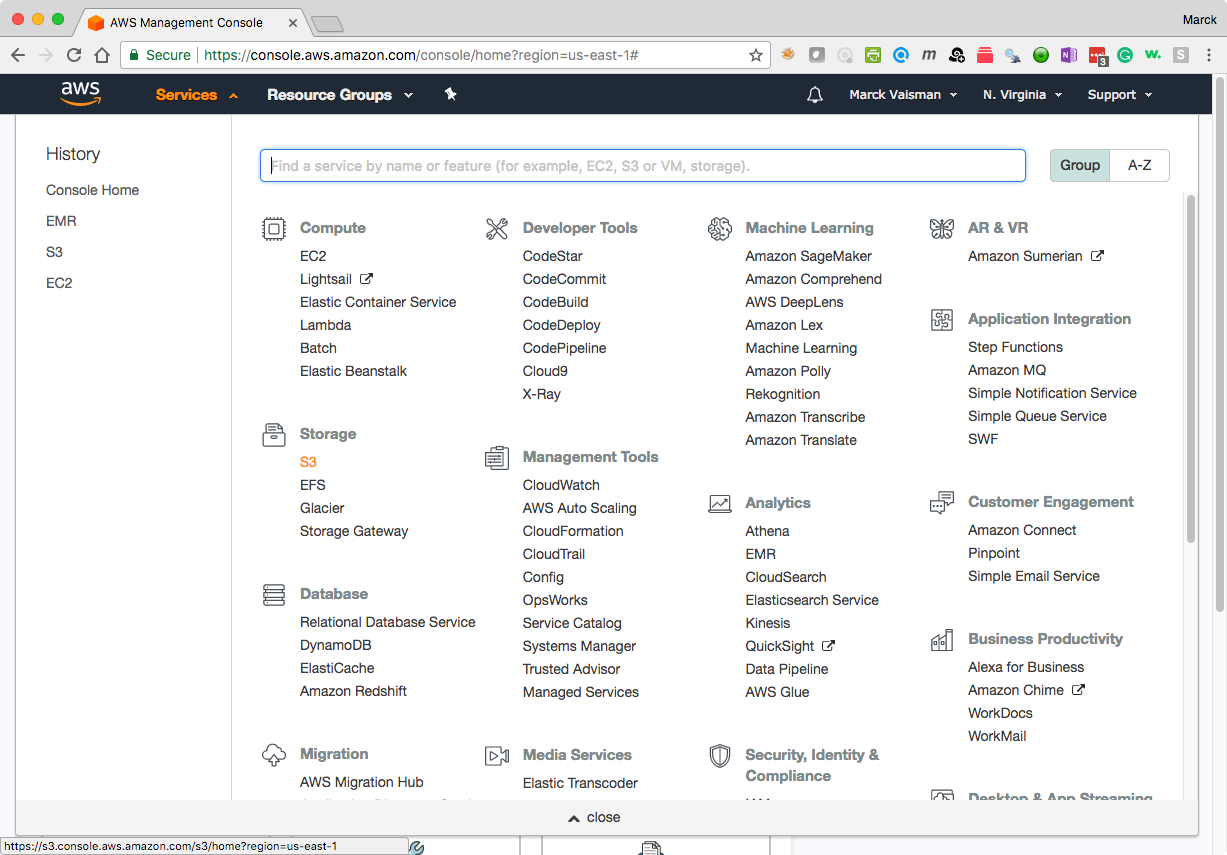 AWS Management Console
Marck
Secure
https://console.aws.amazon.com/console/home?region=us-east-1#
m
3
G
w.
S
aws
Services
Resource Groups
Marck Vaisman
N. Virginia
Support
History
Console Home
EMR
S3
EC2
Find a service by name or feature (for example, EC2, S3 or VM, storage).
Group
A-Z
Compute
EC2
Lightsail
Elastic Container Service
Lambda
Batch
Elastic Beanstalk
Storage
S3
EFS
Glacier
Storage Gateway
Database
Relational Database Service
DynamoDB
ElastiCache
Amazon Redshift
Migration
AWS Migration Hub
Developer Tools
CodeStar
CodeCommit
CodeBuild
CodeDeploy
CodePipeline
Cloud9
X-Ray
Management Tools
CloudWatch
AWS Auto Scaling
CloudFormation
CloudTrail
Config
OpsWorks
Service Catalog
Systems Manager
Trusted Advisor
Managed Services
Media Services
Elastic Transcoder
Machine Learning
Amazon SageMaker
Amazon Comprehend
AWS DeepLens
Amazon Lex
Machine Learning
Amazon Polly
Rekognition
Amazon Transcribe
Amazon Translate
Analytics
Athena
EMR
CloudSearch
Elasticsearch Service
Kinesis
QuickSight
Data Pipeline
AWS Glue
Security, Identity &
Compliance
AR & VR
Amazon Sumerian
Application Integration
Step Functions
Amazon MQ
Simple Notification Service
Simple Queue Service
SWF
Customer Engagement
Amazon Connect
Pinpoint
Simple Email Service
Business Productivity
Alexa for Business
Amazon Chime
WorkDocs
WorkMail
Desktop & App Streaming
close
https://s3.console.aws.amazon.com/s3/home?region=us-east-1